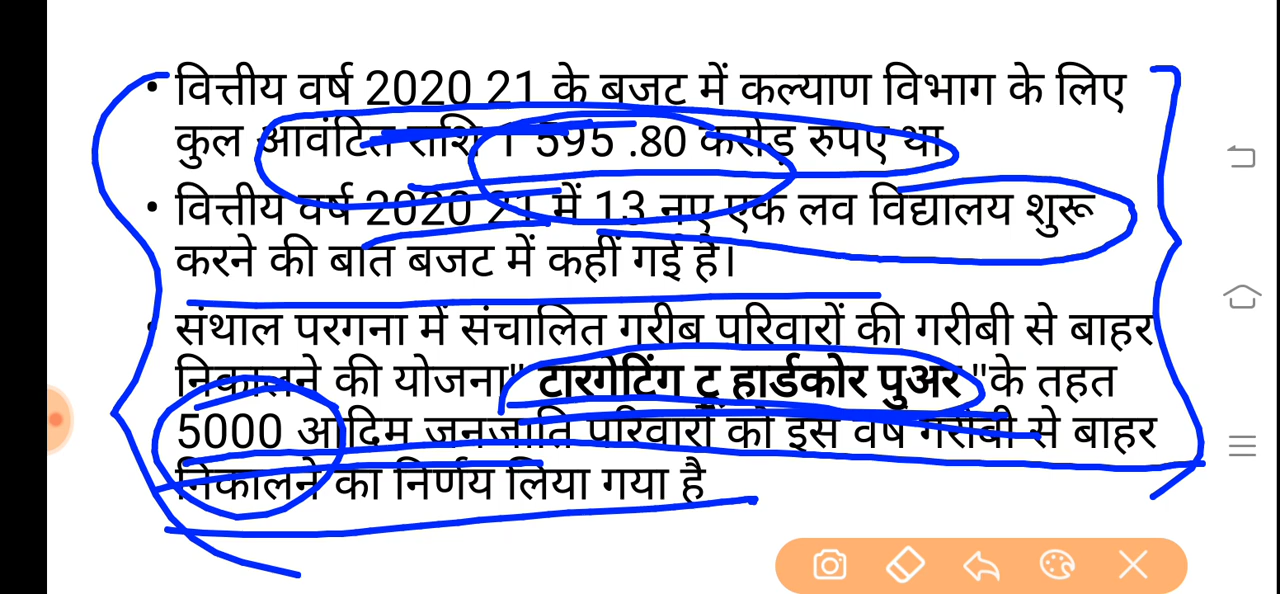 • वित्तीय वर्ष 2020 21 के बजट में कल्याण विभाग के लिए
कुल आवंटित राशि 1 595 .80 करोड़ रुपए था
• वित्तीय वर्ष 2020 21 में 13 नए एक लव विद्यालय शुरू
करने की बात बजट में कहीं गई है।
• संथाल परगना में संचालित गरीब परिवारों की गरीबी से बाहर
निकालने की योजना" टारगेटिंग टू हार्डकोर पुअर "के तहत
5000 आदिम जनजाति परिवारों को इस वर्ष गरीबी से बाहर
निकालने का निर्णय लिया गया है